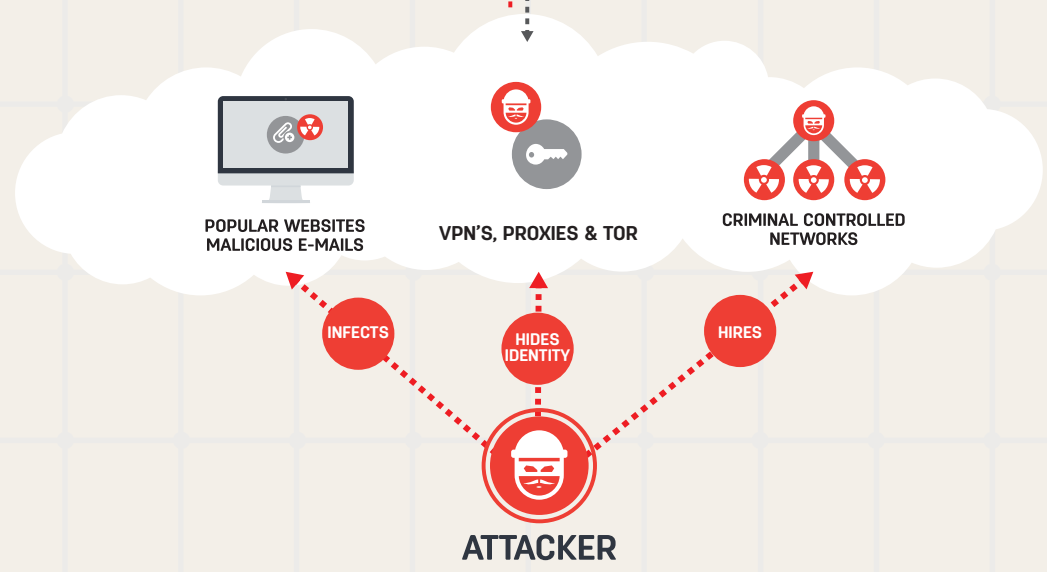 POPULAR WEBSITES
MALICIOUS E-MAILS
VPN'S, PROXIES & TOR
CRIMINAL CONTROLLED
NETWORKS
INFECTS
HIDES
IDENTITY
HIRES
ATTACKER